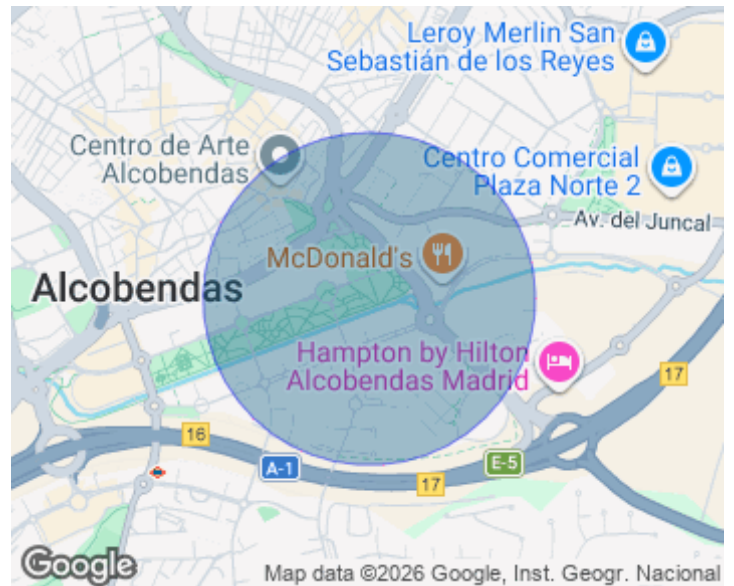 Leroy Merlin San
Sebastián de los Reyes
Centro de Arte
Alcobendas
Centro Comercial
Plaza Norte 2
Av. del Juncal
McDonald's
Alcobendas
Hampton by Hilton
Alcobendas Madrid
17
16
A-1
E-5
17
Google
Map data ©2026 Google, Inst. Geogr. Nacional